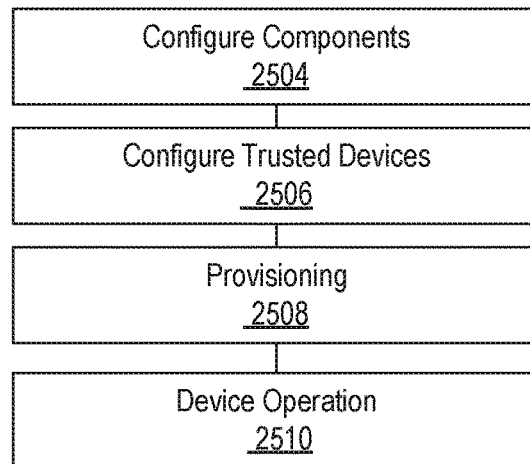 Configure Components
2504
Configure Trusted Devices
2506
Provisioning
2508
Device Operation
2510